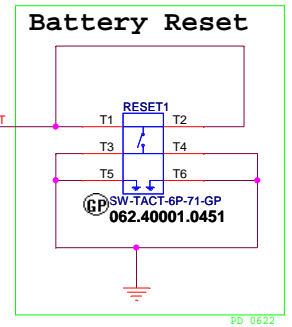 Battery Reset
RESET1
T
T1 T2
T3 T4
T5 T6
GP SW-TACT-6P-71-GP
062.40001.0451
PD 0622